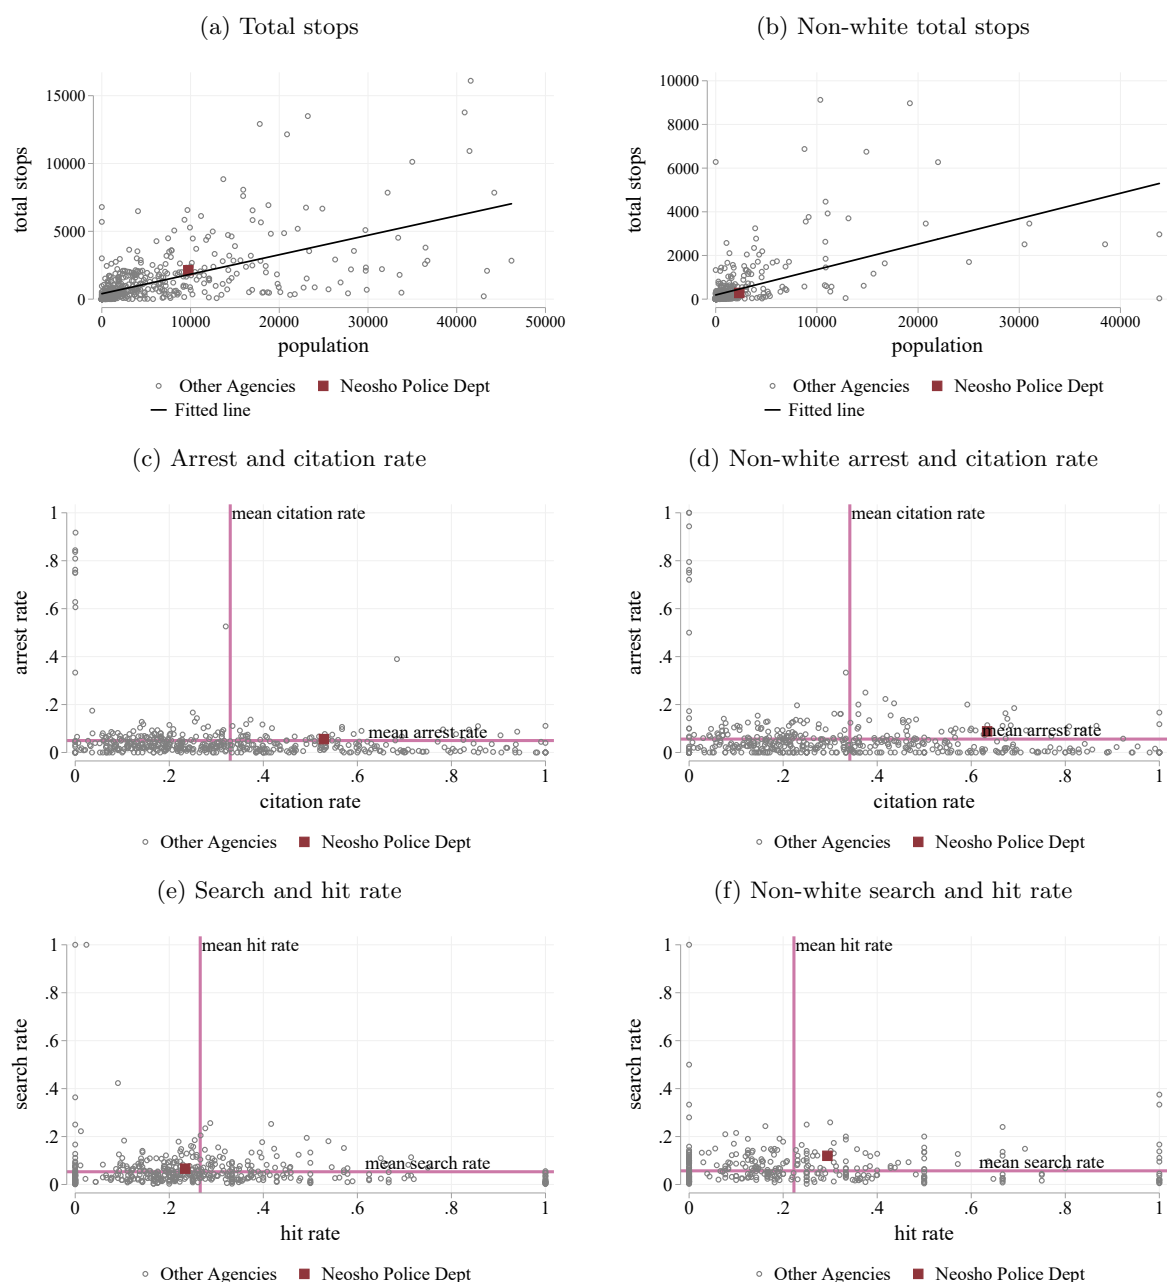 (a) Total stops
15000
10000
5000
0
total stops
0 10000 20000 30000 40000 50000
population
Other Agencies Neosho Police Dept
Fitted line
(b) Non-white total stops
10000
8000
6000
4000
2000
0
total stops
0 10000 20000 30000 40000
population
Other Agencies Neosho Police Dept
Fitted line
(c) Arrest and citation rate
mean citation rate
1
.8
.6
.4
.2
0
arrest rate
mean arrest rate
0 .2 .4 .6 .8 1
citation rate
Other Agencies Neosho Police Dept
(d) Non-white arrest and citation rate
mean citation rate
1
.8
.6
.4
.2
0
arrest rate
mean arrest rate
0 .2 .4 .6 .8 1
citation rate
Other Agencies Neosho Police Dept
(e) Search and hit rate
mean hit rate
1
.8
.6
.4
.2
0
search rate
mean search rate
0 .2 .4 .6 .8 1
hit rate
Other Agencies Neosho Police Dept
(f) Non-white search and hit rate
mean hit rate
1
.8
.6
.4
.2
0
search rate
mean search rate
0 .2 .4 .6 .8 1
hit rate
Other Agencies Neosho Police Dept